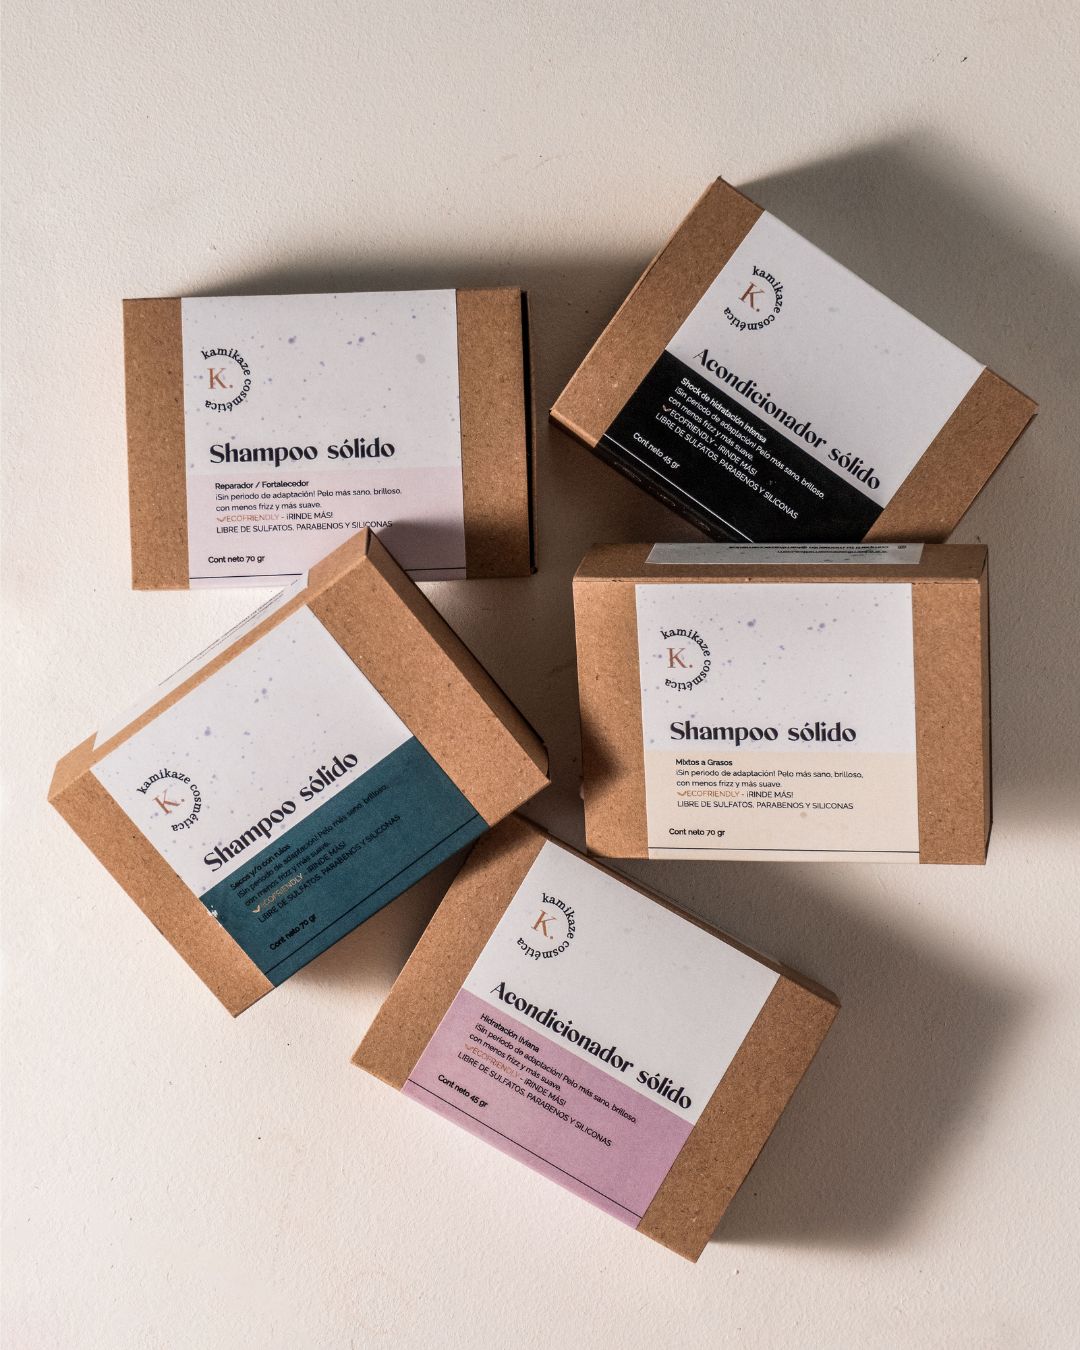 kamikaze cosmética
K.
Shampoo sólido
Reparador / Fortalecedor
¡Sin periodo de adaptación! Pelo más sano, brilloso,
con menos frizz y más suave.
ECOFRIENDLY - ¡RINDE MÁS!
LIBRE DE SULFATOS, PARABENOS Y SILICONAS
Cont neto 70 gr
kamikaze cosmética
K.
Acondicionador sólido
Shock de hidratación intensa
¡Sin periodo de adaptación! Pelo más sano, brilloso,
con menos frizz y más suave.
ECOFRIENDLY - ¡RINDE MÁS!
LIBRE DE SULFATOS, PARABENOS Y SILICONAS
Cont neto 45 gr
kamikaze cosmética
K.
Shampoo sólido
Mixtos a Grasos
¡Sin periodo de adaptación! Pelo más sano, brilloso,
con menos frizz y más suave.
ECOFRIENDLY - ¡RINDE MÁS!
LIBRE DE SULFATOS, PARABENOS Y SILICONAS
Cont neto 70 gr
kamikaze cosmética
K.
Shampoo sólido
Secos y/o con rulos
¡Sin periodo de adaptación! Pelo más sano, brilloso,
con menos frizz y más suave.
ECOFRIENDLY - ¡RINDE MÁS!
LIBRE DE SULFATOS, PARABENOS Y SILICONAS
Cont neto 70 gr
kamikaze cosmética
K.
Acondicionador sólido
Hidratación liviana
¡Sin periodo de adaptación! Pelo más sano, brilloso,
con menos frizz y más suave.
ECOFRIENDLY - ¡RINDE MÁS!
LIBRE DE SULFATOS, PARABENOS Y SILICONAS
Cont neto 45 gr